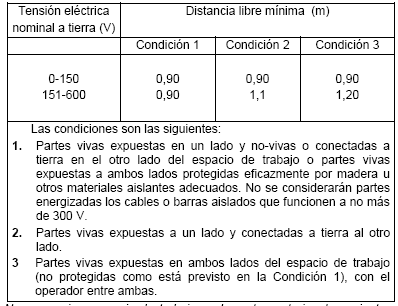 Tensión eléctrica
nominal a tierra (V)
Distancia libre mínima (m)
Condición 1
Condición 2
Condición 3
0-150
0,90
0,90
0,90
151-600
0,90
1,1
1,20
Las condiciones son las siguientes:
1. Partes vivas expuestas en un lado y no-vivas o conectadas a
tierra en el otro lado del espacio de trabajo o partes vivas
expuestas a ambos lados protegidas eficazmente por madera u
otros materiales aislantes adecuados. No se considerarán partes
energizadas los cables o barras aislados que funcionen a no más
de 300 V.
2. Partes vivas expuestas a un lado y conectadas a tierra al otro
lado.
3 Partes vivas expuestas en ambos lados del espacio de trabajo
(no protegidas como está previsto en la Condición 1), con el
operador entre ambas.